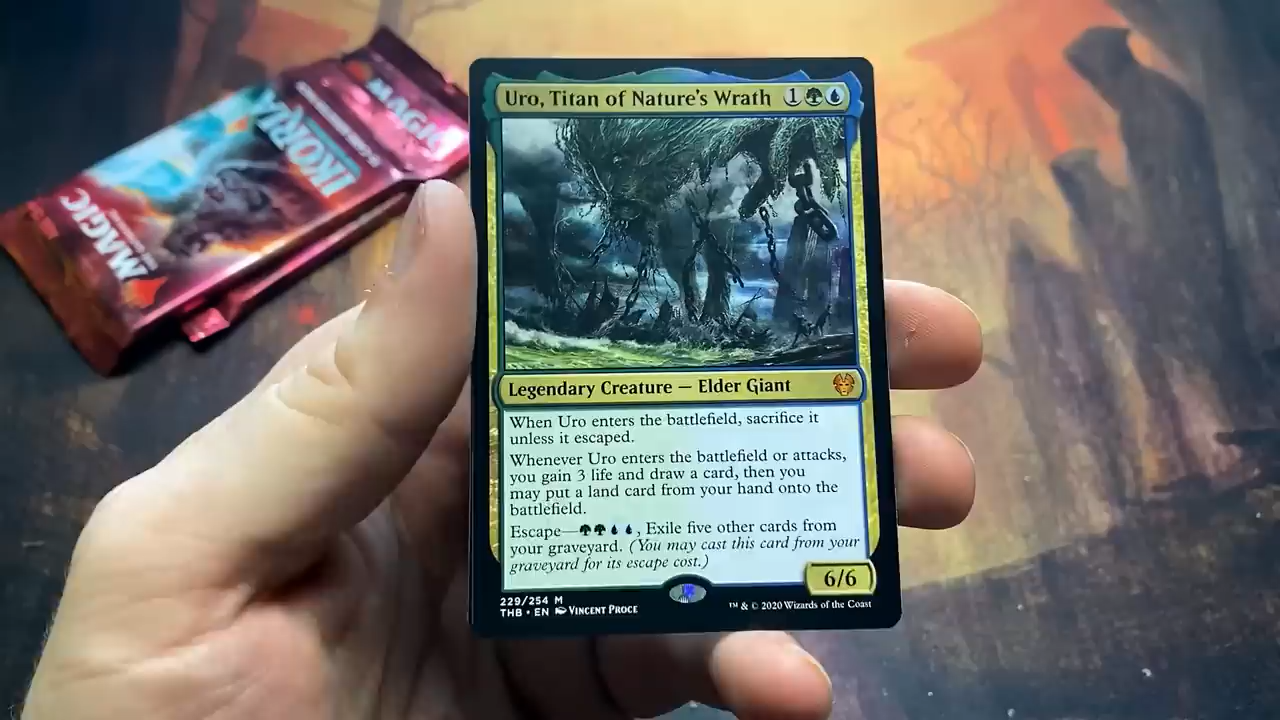 MAGIC
IKORIA
MAGIC
Uro, Titan of Nature's Wrath 1
Legendary Creature — Elder Giant
When Uro enters the battlefield, sacrifice it
unless it escaped.
Whenever Uro enters the battlefield or attacks,
you gain 3 life and draw a card, then you
may put a land card from your hand onto the
battlefield.
Escape—, Exile five other cards from
your graveyard. (You may cast this card from your
graveyard for its escape cost.)
6/6
229/254 M
THB • EN VINCENT PROCE
™ & © 2020 Wizards of the Coast